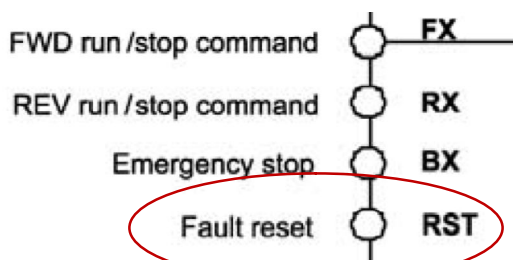 FWD run/stop command FX
REV run/stop command RX
Emergency stop BX
Fault reset RST